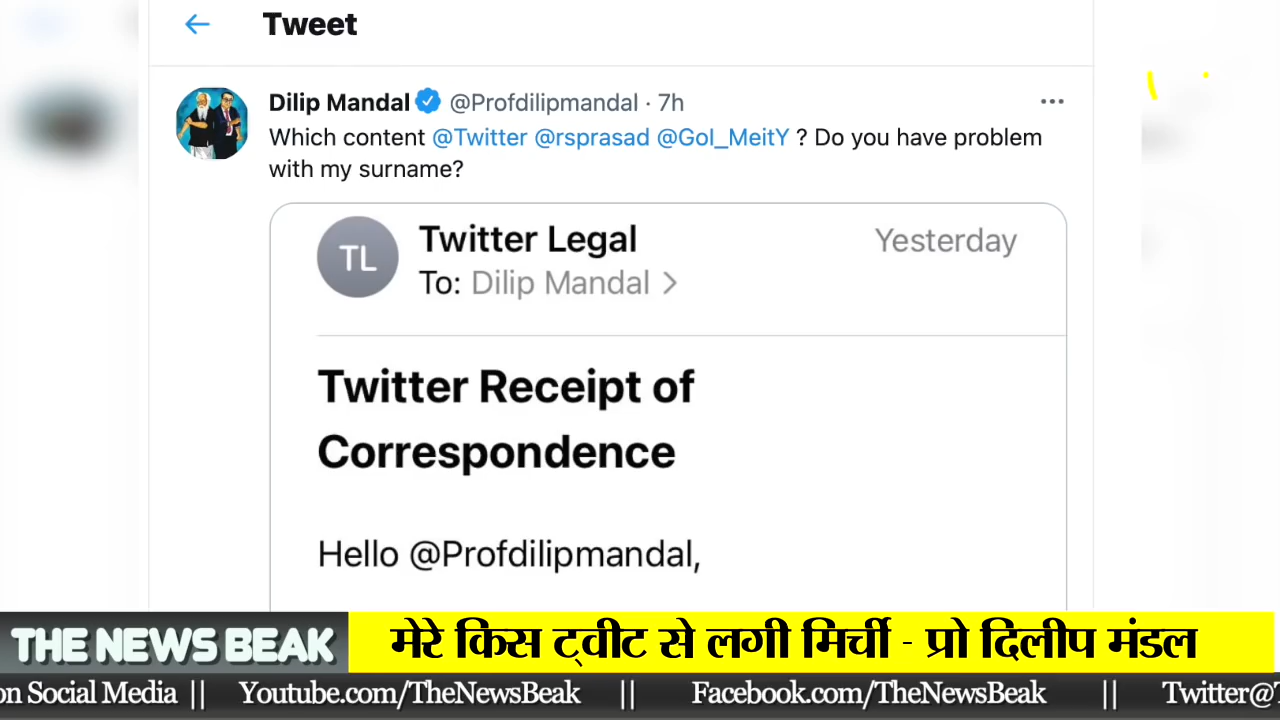 Tweet
Dilip Mandal @Profdilipmandal · 7h
Which content @Twitter @rsprasad @GoI_MeitY ? Do you have problem
with my surname?
TL
Twitter Legal
Yesterday
To: Dilip Mandal >
Twitter Receipt of
Correspondence
Hello @Profdilipmandal,
THE NEWS BEAK
मेरे किस ट्वीट से लगी मिर्ची - प्रो दिलीप मंडल
on Social Media || Youtube.com/TheNewsBeak || Facebook.com/TheNewsBeak || Twitter@T